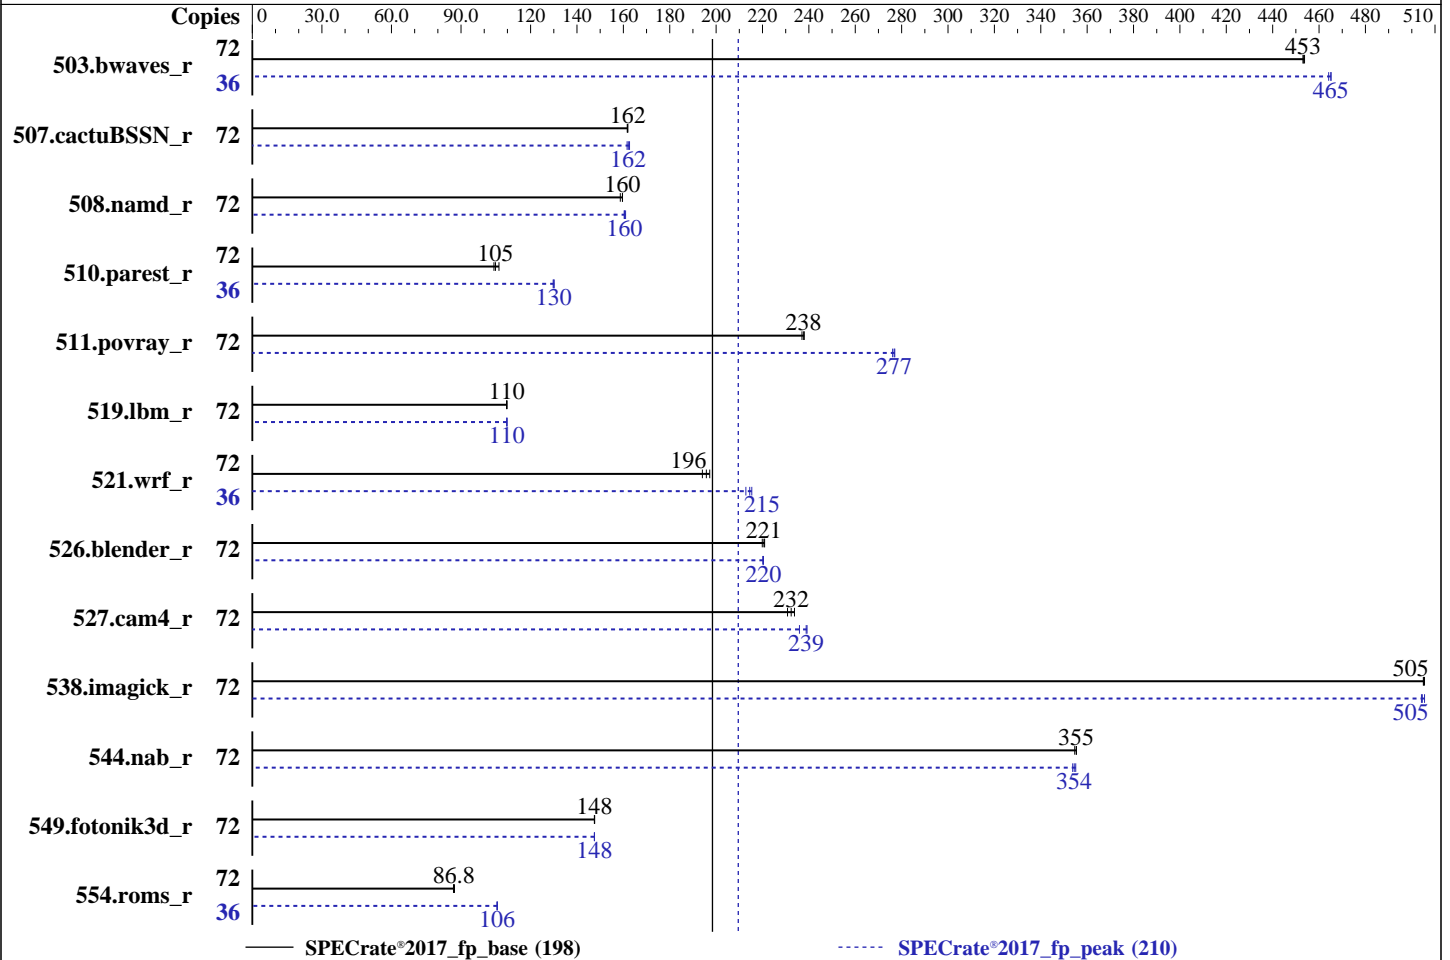 Copies 0 30.0 60.0 90.0 120 140 160 180 200 220 240 260 280 300 320 340 360 380 400 420 440 460 480 510
503.bwaves_r 72 453
36 465
507.cactuBSSN_r 72 162
162
508.namd_r 72 160
160
510.parest_r 72 105
36 130
511.povray_r 72 238
277
519.lbm_r 72 110
110
521.wrf_r 72 196
36 215
526.blender_r 72 221
220
527.cam4_r 72 232
239
538.imagick_r 72 505
505
544.nab_r 72 355
354
549.fotonik3d_r 72 148
148
554.roms_r 72 86.8
36 106
SPECrate®2017_fp_base (198) SPECrate®2017_fp_peak (210)